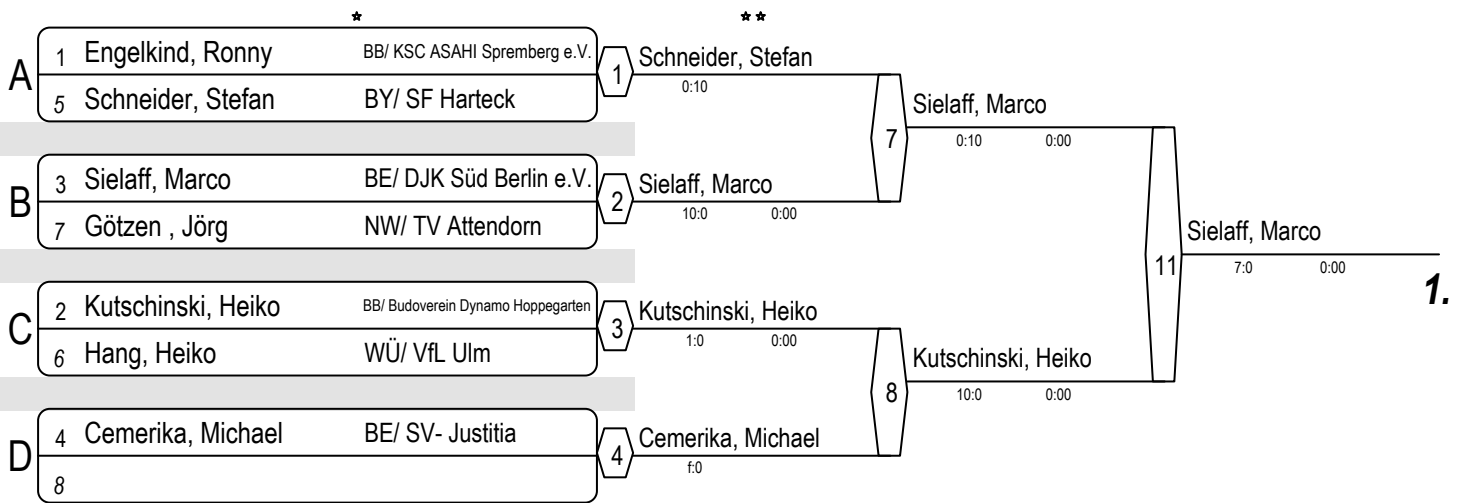 * **
A
1 Engelkind, Ronny BB/ KSC ASAHI Spremberg e.V.
5 Schneider, Stefan BY/ SF Harteck
1
Schneider, Stefan
0:10
B
3 Sielaff, Marco BE/ DJK Süd Berlin e.V.
7 Götzen , Jörg NW/ TV Attendorn
2
Sielaff, Marco
10:0 0:00
7
Sielaff, Marco
0:10 0:00
C
2 Kutschinski, Heiko BB/ Budoverein Dynamo Hoppegarten
6 Hang, Heiko WÜ/ VfL Ulm
3
Kutschinski, Heiko
1:0 0:00
D
4 Cemerika, Michael BE/ SV- Justitia
8
4
Cemerika, Michael
f:0
8
Kutschinski, Heiko
10:0 0:00
11
Sielaff, Marco
7:0 0:00
1.